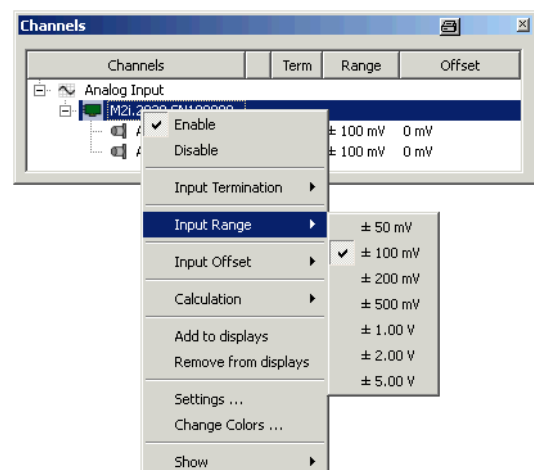 Channels
Channels Term Range Offset
Analog Input
M2i.
± 100 mV 0 mV
± 100 mV 0 mV
Enable
Disable
Input Termination
Input Range
Input Offset
Calculation
Add to displays
Remove from displays
Settings ...
Change Colors ...
Show
± 50 mV
± 100 mV
± 200 mV
± 500 mV
± 1.00 V
± 2.00 V
± 5.00 V